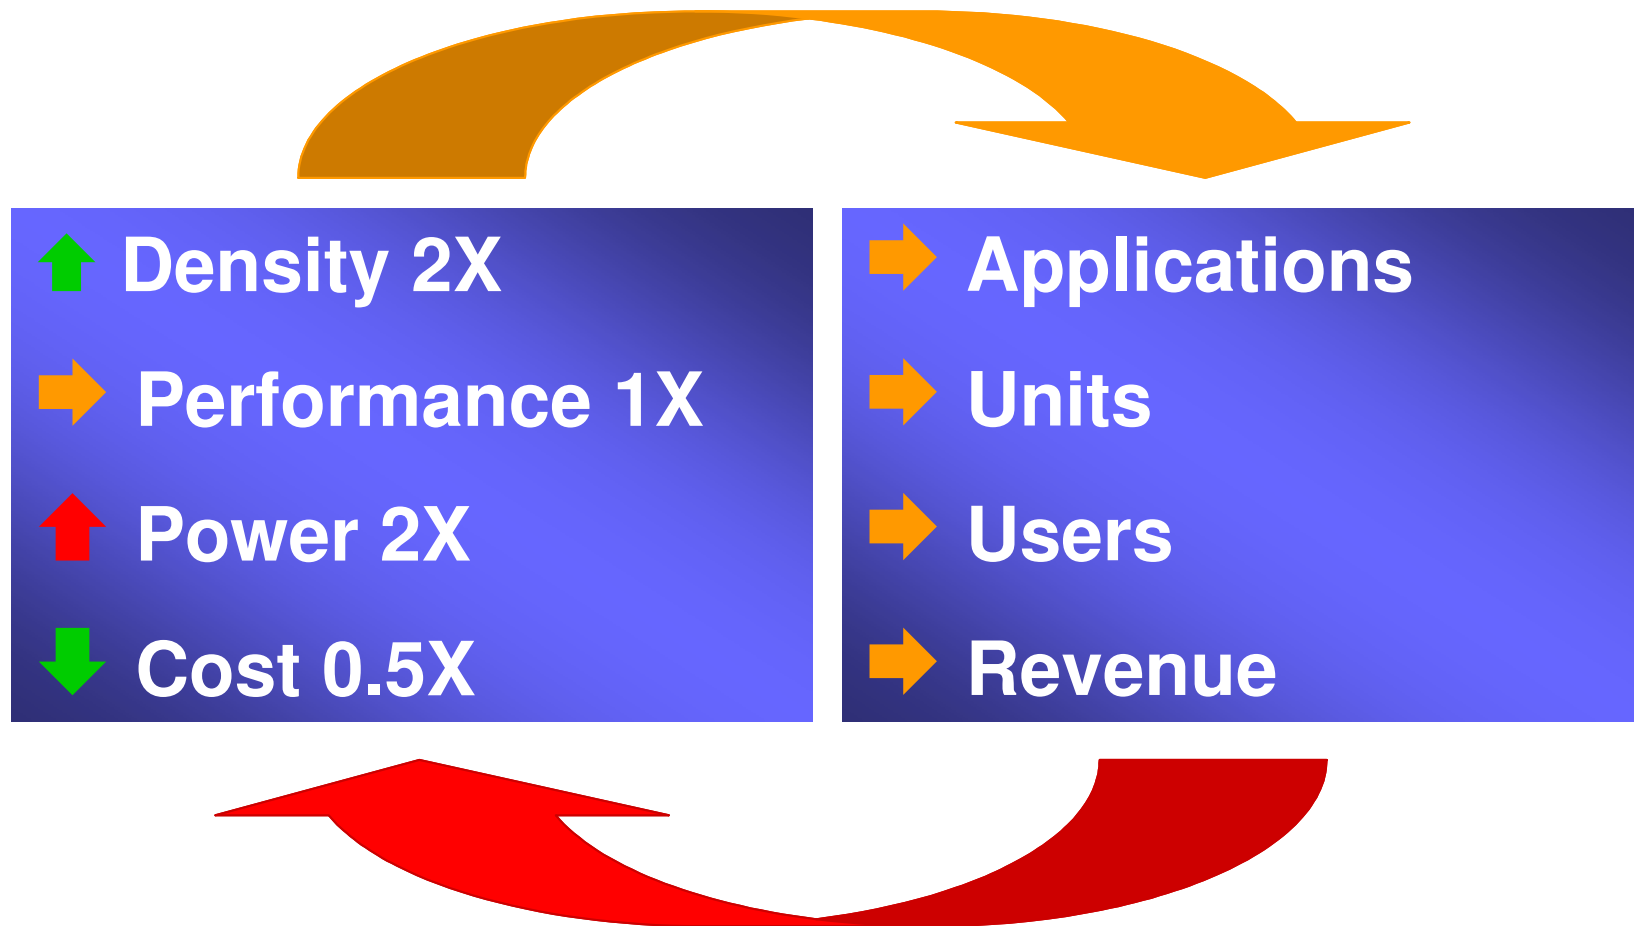 Density 2X
Performance 1X
Power 2X
Cost 0.5X
Applications
Units
Users
Revenue